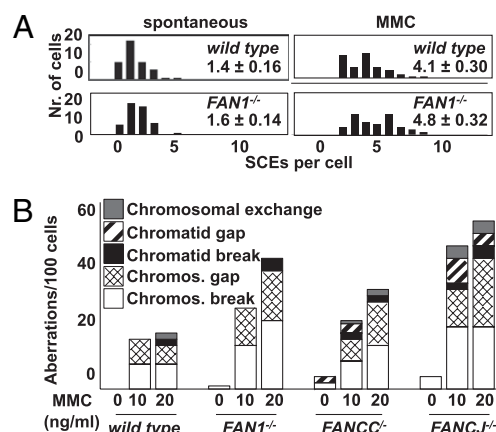 A
spontaneous MMC
Nr. of cells
20
10
0
wild type
1.4 ± 0.16
wild type
4.1 ± 0.30
20
10
0
FAN1-/-
1.6 ± 0.14
FAN1-/-
4.8 ± 0.32
0 5 10 0 5 10
SCEs per cell
B
Aberrations/100 cells
60
40
20
0
Chromosomal exchange
Chromatid gap
Chromatid break
Chromos. gap
Chromos. break
MMC 0 10 20 0 10 20 0 10 20 0 10 20
(ng/ml) wild type FAN1-/- FANCC/- FANCJ-/-